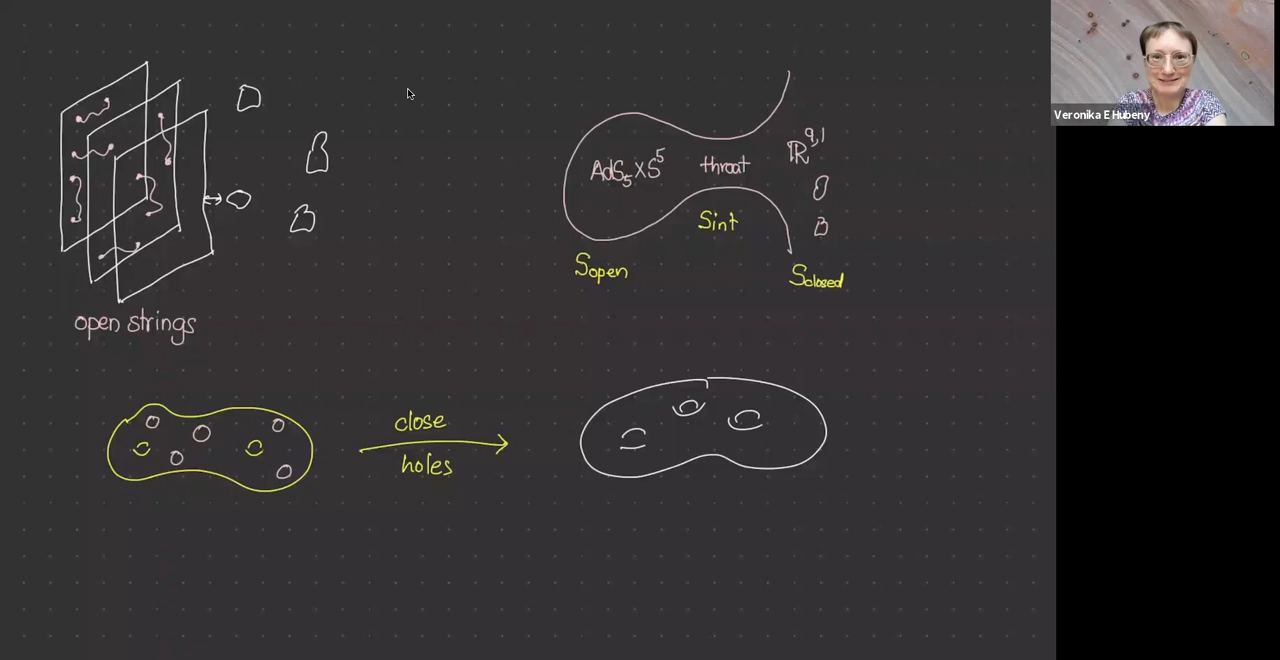 Veronika E Hubeny
AdS₅×S⁵
throat
ℝ⁹,¹
Sint
Sopen
Sclosed
open strings
close
holes